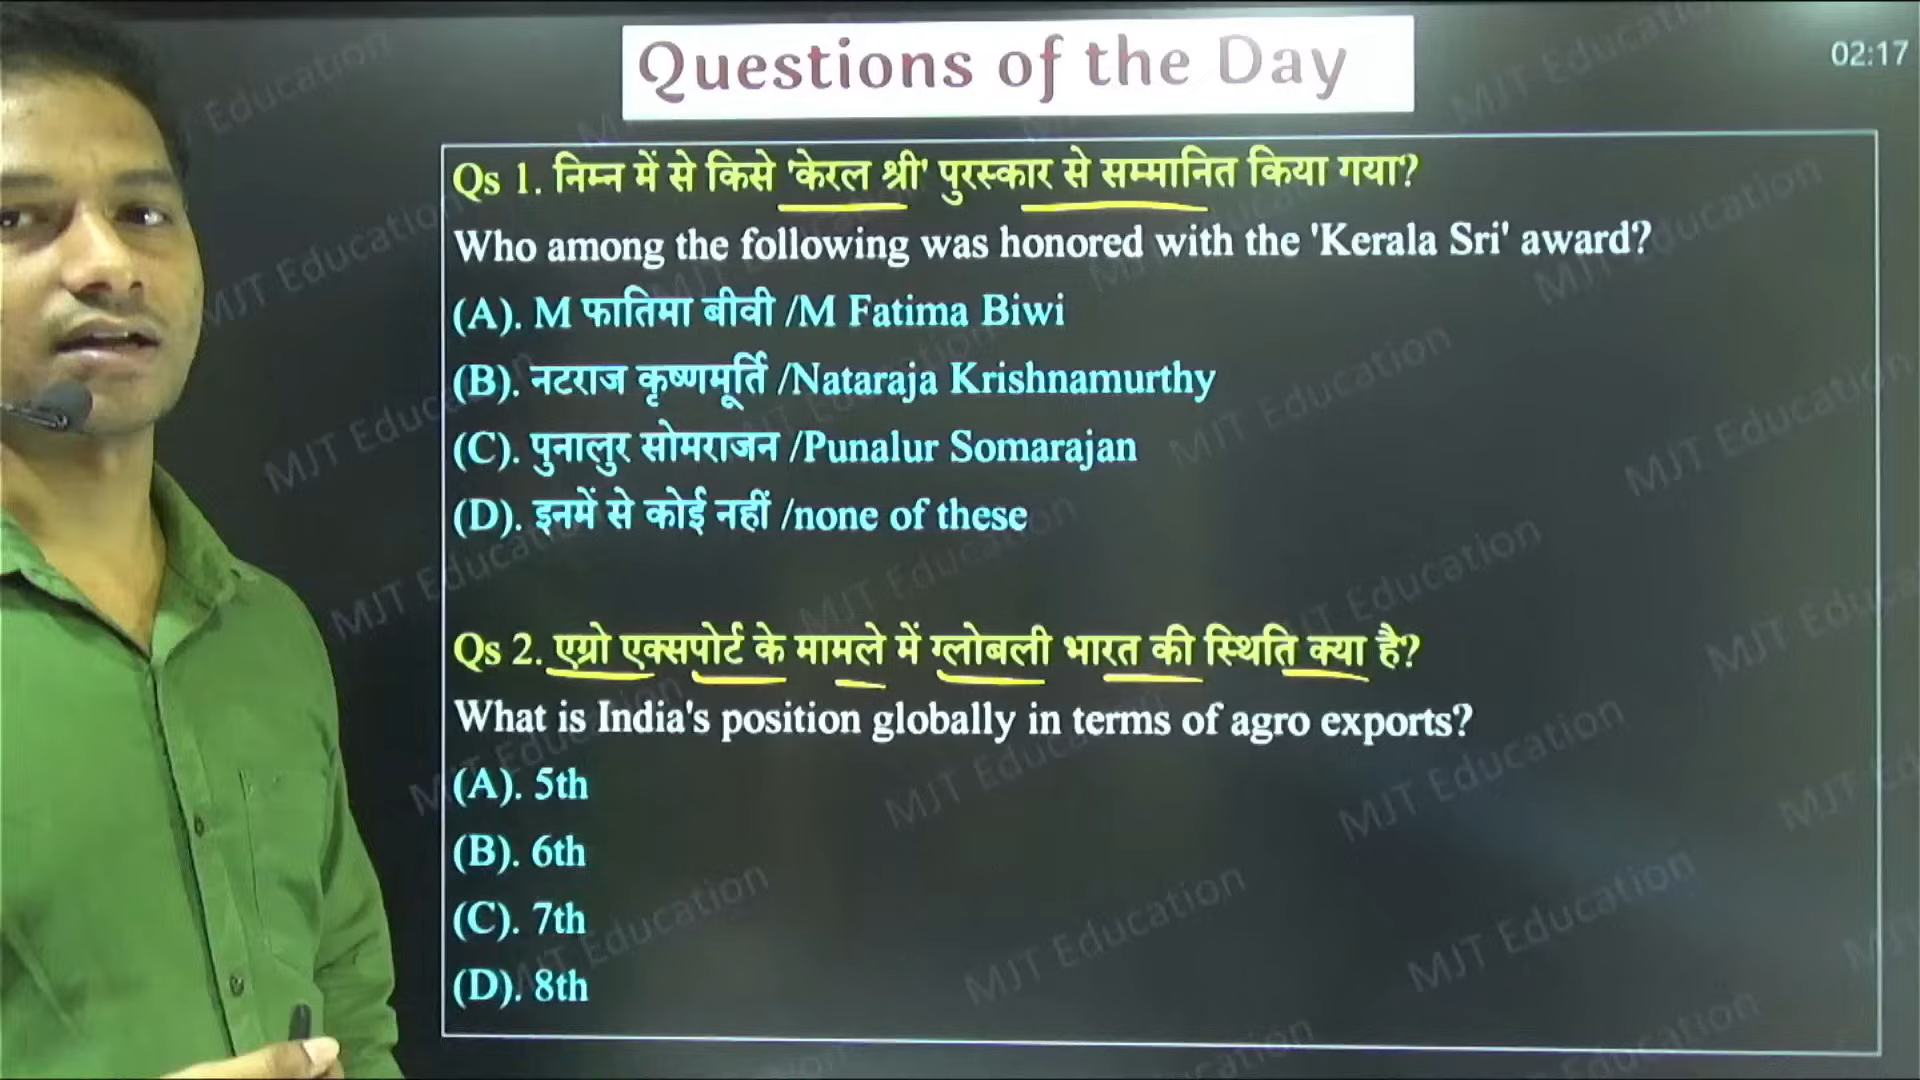 Questions of the Day
02:17
Qs 1. निम्न में से किसे 'केरल श्री' पुरस्कार से सम्मानित किया गया?
Who among the following was honored with the 'Kerala Sri' award?
(A). M फातिमा बीवी /M Fatima Biwi
(B). नटराज कृष्णमूर्ति /Nataraja Krishnamurthy
(C). पुनालुर सोमराजन /Punalur Somarajan
(D). इनमें से कोई नहीं /none of these
Qs 2. एग्रो एक्सपोर्ट के मामले में ग्लोबली भारत की स्थिति क्या है?
What is India's position globally in terms of agro exports?
(A). 5th
(B). 6th
(C). 7th
(D). 8th
MJT Education